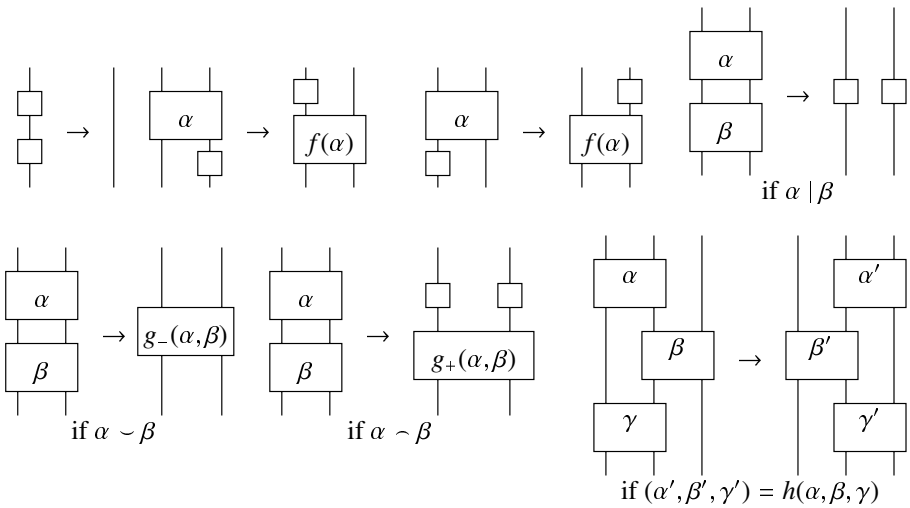 → α → f(α) α → f(α) α β →
if α | β
α β → g₋(α,β) α β → g₊(α,β) α β γ → α′ β′ γ′
if α ⌣ β if α ⌢ β
if (α′,β′,γ′) = h(α,β,γ)